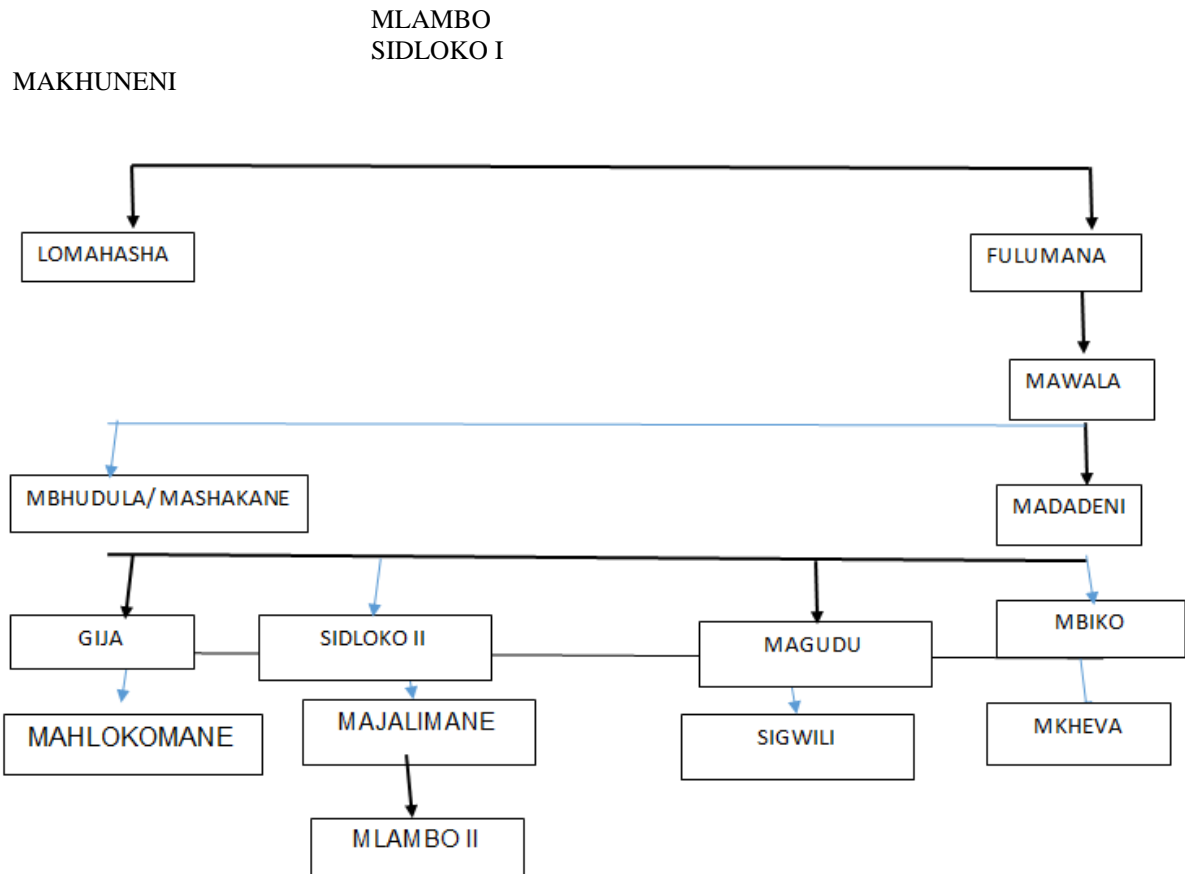 MLAMBO
SIDLOKO I
MAKHUNENI
LOMAHASHA
FULUMANA
MAWALA
MBHUDULA/ MASHAKANE
MADADENI
GIJA
SIDLOKO II
MAGUDU
MBIKO
MAHLOKOMANE
MAJALIMANE
SIGWILI
MKHEVA
MLAMBO II